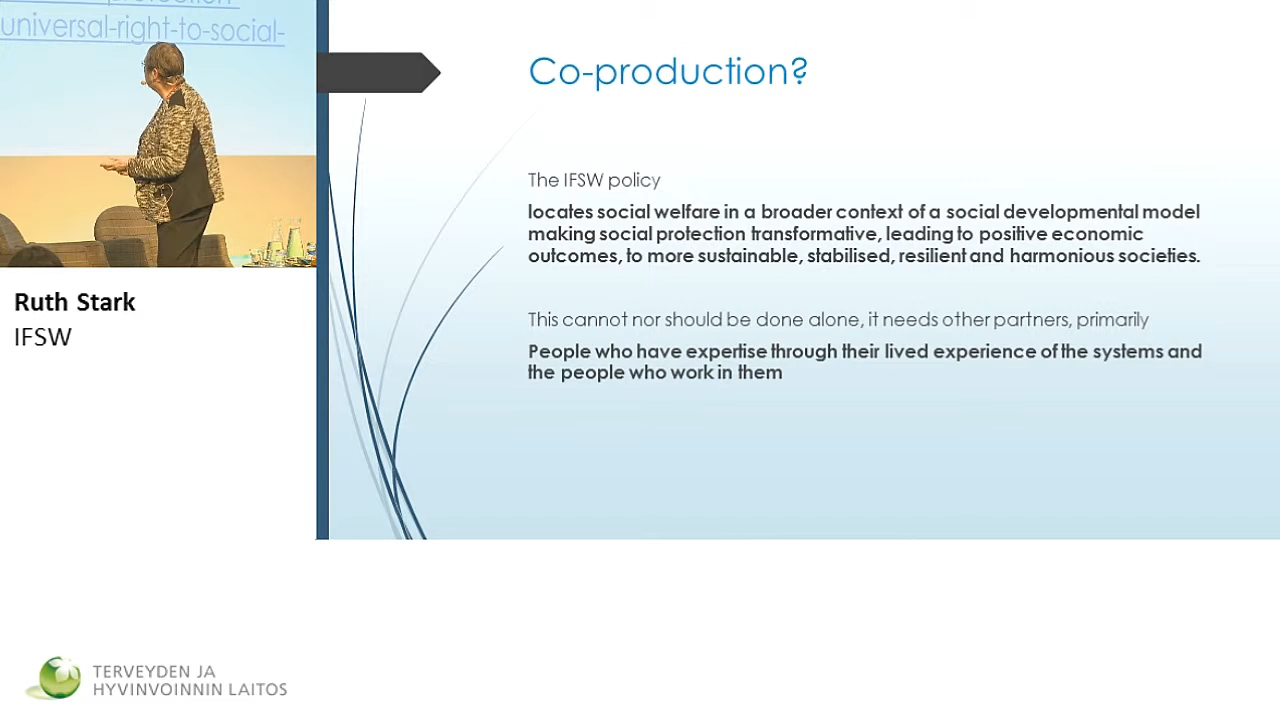 universal-right-to-social-
Ruth Stark
IFSW
Co-production?
The IFSW policy
locates social welfare in a broader context of a social developmental model
making social protection transformative, leading to positive economic
outcomes, to more sustainable, stabilised, resilient and harmonious societies.
This cannot nor should be done alone, it needs other partners, primarily
People who have expertise through their lived experience of the systems and
the people who work in them
TERVEYDEN JA
HYVINVOINNIN LAITOS